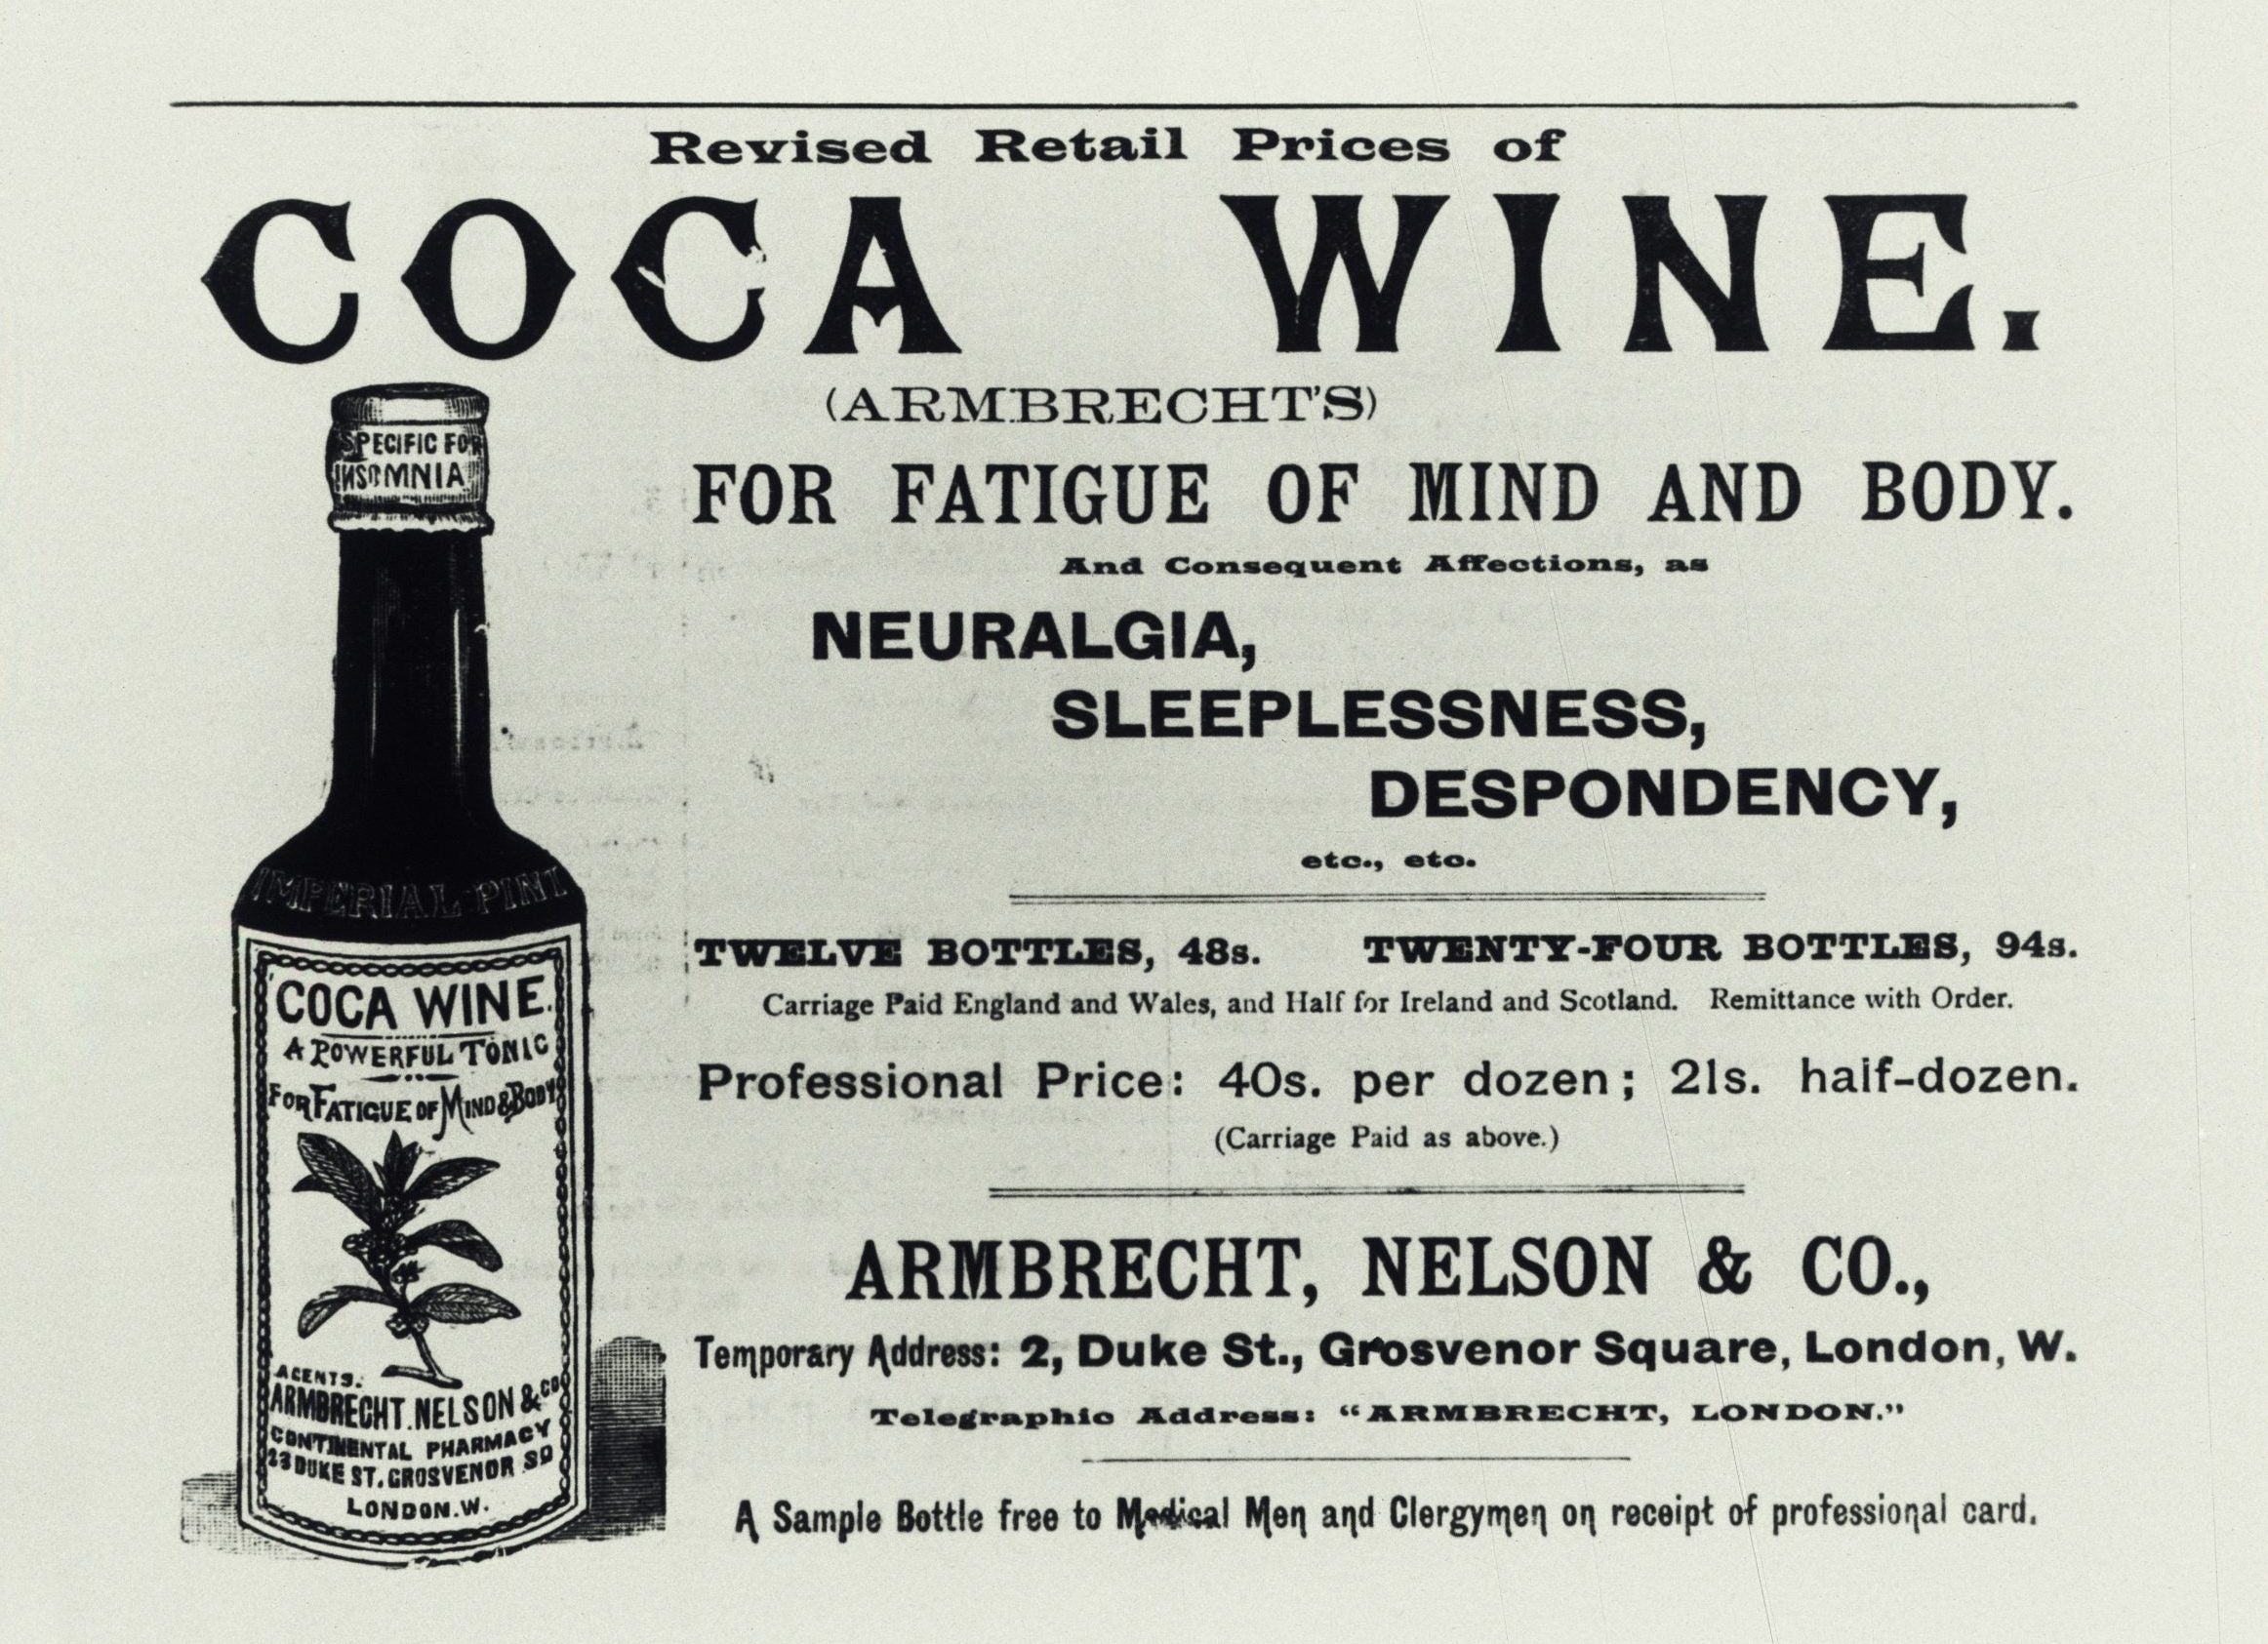 Revised Retail Prices of
COCA WINE.
(ARMBRECHT'S)
FOR FATIGUE OF MIND AND BODY.
And Consequent Affections, as
NEURALGIA,
SLEEPLESSNESS,
DESPONDENCY,
etc., etc.
TWELVE BOTTLES, 48s. TWENTY-FOUR BOTTLES, 94s.
Carriage Paid England and Wales, and Half for Ireland and Scotland. Remittance with Order.
Professional Price: 40s. per dozen; 21s. half-dozen.
(Carriage Paid as above.)
ARMBRECHT, NELSON & CO.,
Temporary Address: 2, Duke St., Grosvenor Square, London, W.
Telegraphic Address: "ARMBRECHT, LONDON."
A Sample Bottle free to Medical Men and Clergymen on receipt of professional card.
SPECIFIC FOR
INSOMNIA
IMPERIAL PINT
COCA WINE.
A POWERFUL TONIC
FOR FATIGUE OF MIND & BODY
AGENTS:
ARMBRECHT. NELSON & CO
CONTINENTAL PHARMACY
23 DUKE ST. GROSVENOR SQ
LONDON. W.